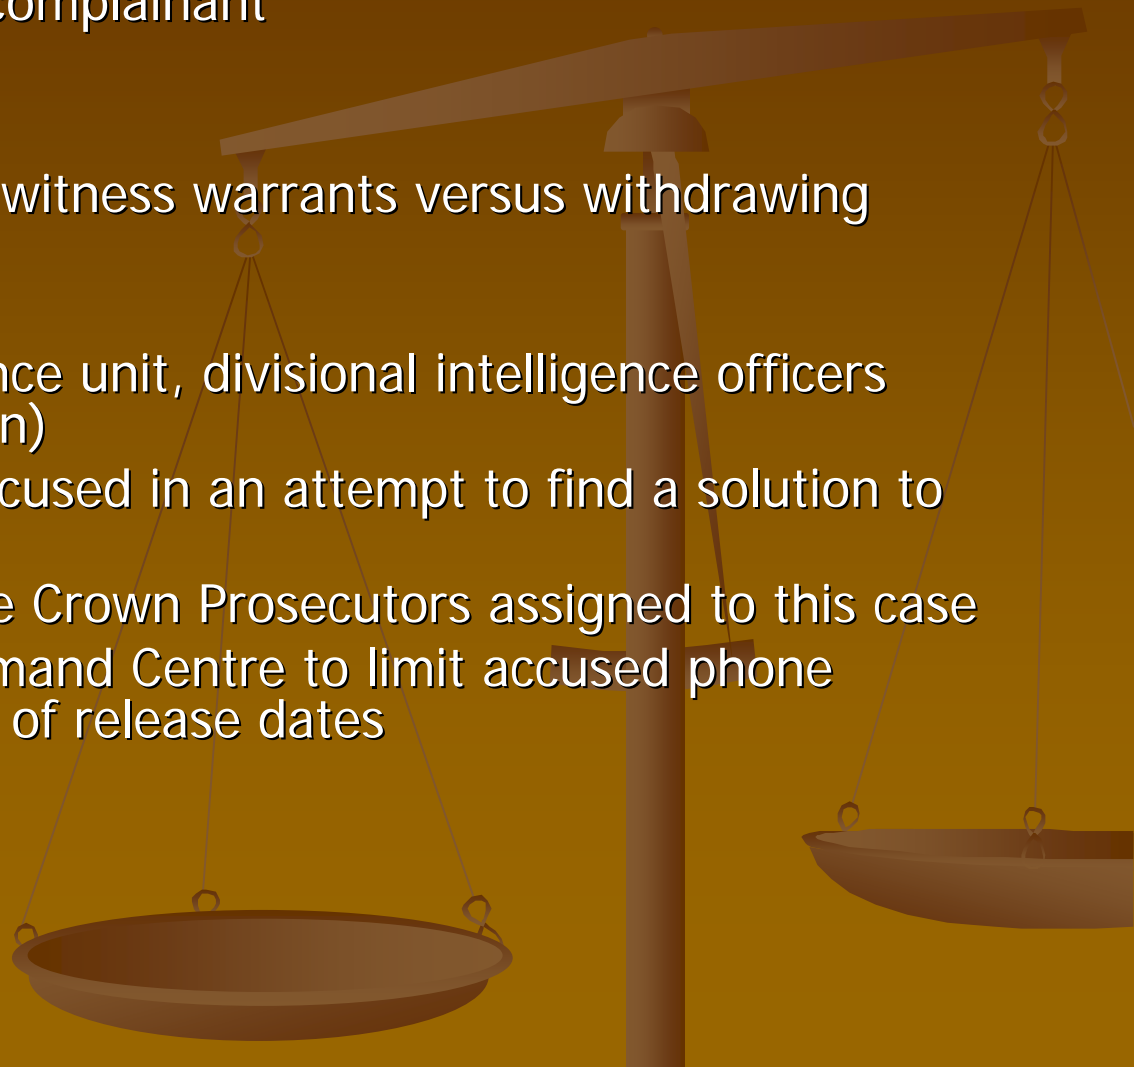 complainant
witness warrants versus withdrawing
nce unit, divisional intelligence officers
n)
cused in an attempt to find a solution to
e Crown Prosecutors assigned to this case
mand Centre to limit accused phone
of release dates